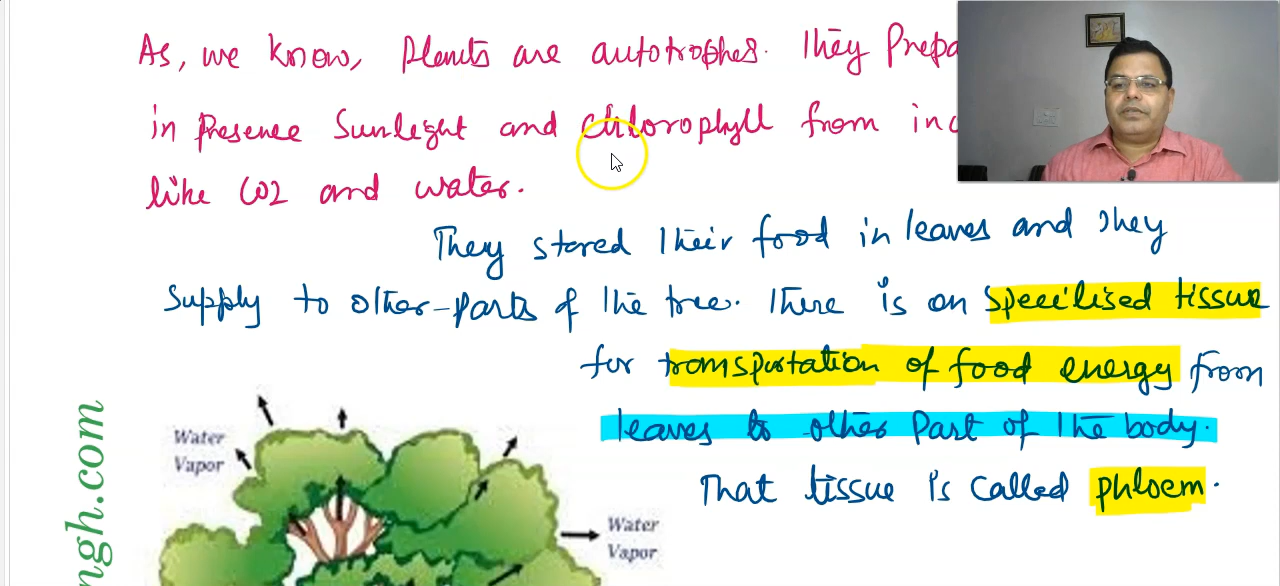 As, we know, plants are autotrophes. They Prepa
in Presence Sunlight and chlorophyll from ino
like CO2 and water.
They stored their food in leaves and they
Supply to other-parts of the tree. There is an specilised tissue
for transportation of food energy from
leaves to other Part of the body.
That tissue is called phloem.
Water
Vapor
Water
Vapor
ngh.com